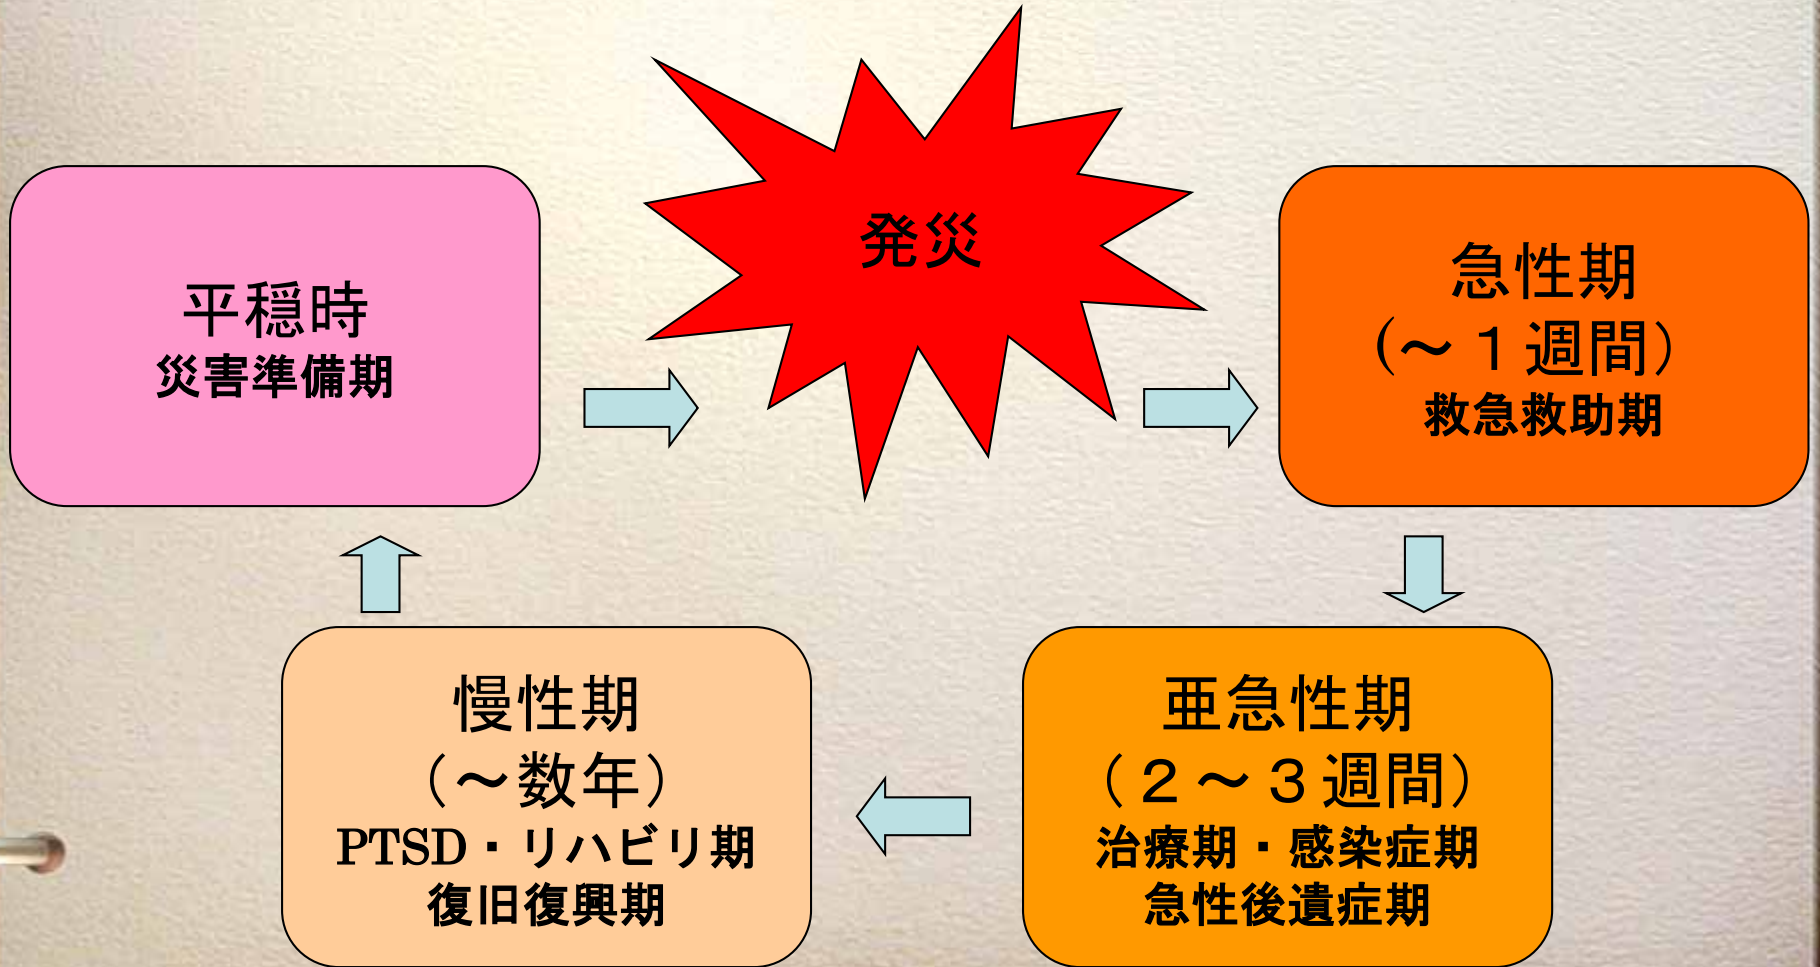 発災
平穏時
災害準備期
急性期
（～１週間）
救急救助期
慢性期
（～数年）
PTSD・リハビリ期
復旧復興期
亜急性期
（２～３週間）
治療期・感染症期
急性後遺症期